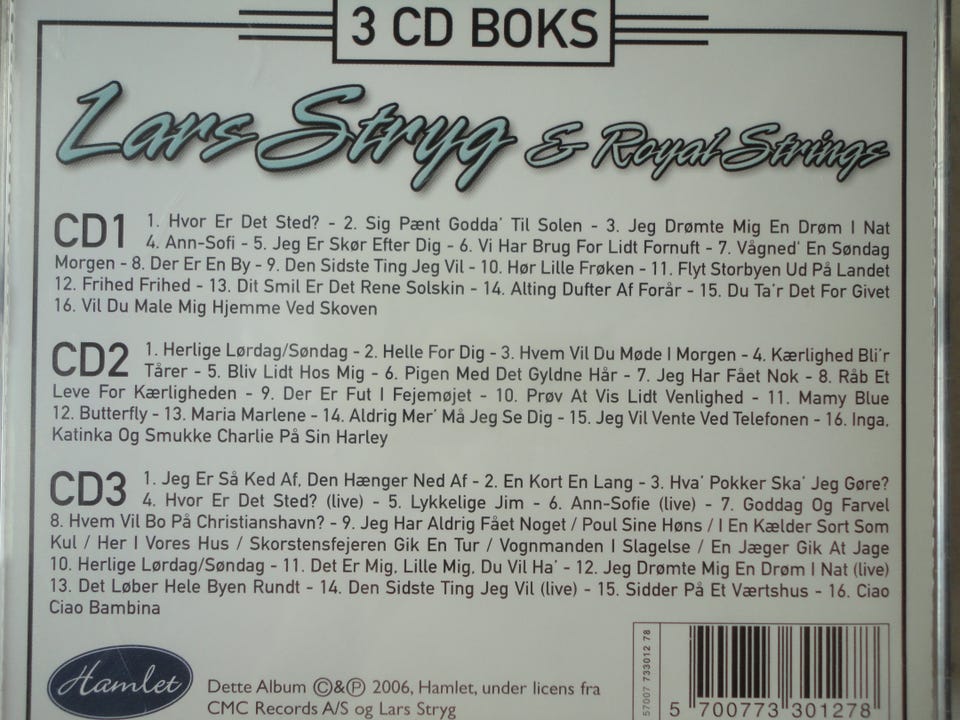 3 CD BOKS
Lars Stryg & Royal Strings
CD1 1. Hvor Er Det Sted? - 2. Sig Pænt Godda' Til Solen - 3. Jeg Drømte Mig En Drøm I Nat
4. Ann-Sofi - 5. Jeg Er Skør Efter Dig - 6. Vi Har Brug For Lidt Fornuft - 7. Vågned' En Søndag
Morgen - 8. Der Er En By - 9. Den Sidste Ting Jeg Vil - 10. Hør Lille Frøken - 11. Flyt Storbyen Ud På Landet
12. Frihed Frihed - 13. Dit Smil Er Det Rene Solskin - 14. Alting Dufter Af Forår - 15. Du Ta'r Det For Givet
16. Vil Du Male Mig Hjemme Ved Skoven
CD2 1. Herlige Lørdag/Søndag - 2. Helle For Dig - 3. Hvem Vil Du Møde I Morgen - 4. Kærlighed Bli'r
Tårer - 5. Bliv Lidt Hos Mig - 6. Pigen Med Det Gyldne Hår - 7. Jeg Har Fået Nok - 8. Råb Et
Leve For Kærligheden - 9. Der Er Fut I Fejemøjet - 10. Prøv At Vis Lidt Venlighed - 11. Mamy Blue
12. Butterfly - 13. Maria Marlene - 14. Aldrig Mer' Må Jeg Se Dig - 15. Jeg Vil Vente Ved Telefonen - 16. Inga,
Katinka Og Smukke Charlie På Sin Harley
CD3 1. Jeg Er Så Ked Af, Den Hænger Ned Af - 2. En Kort En Lang - 3. Hva' Pokker Ska' Jeg Gøre?
4. Hvor Er Det Sted? (live) - 5. Lykkelige Jim - 6. Ann-Sofie (live) - 7. Goddag Og Farvel
8. Hvem Vil Bo På Christianshavn? - 9. Jeg Har Aldrig Fået Noget / Poul Sine Høns / I En Kælder Sort Som
Kul / Her I Vores Hus / Skorstensfejeren Gik En Tur / Vognmanden I Slagelse / En Jæger Gik At Jage
10. Herlige Lørdag/Søndag - 11. Det Er Mig, Lille Mig, Du Vil Ha' - 12. Jeg Drømte Mig En Drøm I Nat (live)
13. Det Løber Hele Byen Rundt - 14. Den Sidste Ting Jeg Vil (live) - 15. Sidder På Et Værtshus - 16. Ciao
Ciao Bambina
Hamlet
Dette Album ©&℗ 2006, Hamlet, under licens fra
CMC Records A/S og Lars Stryg
57007 733012 78
5 700773 301278